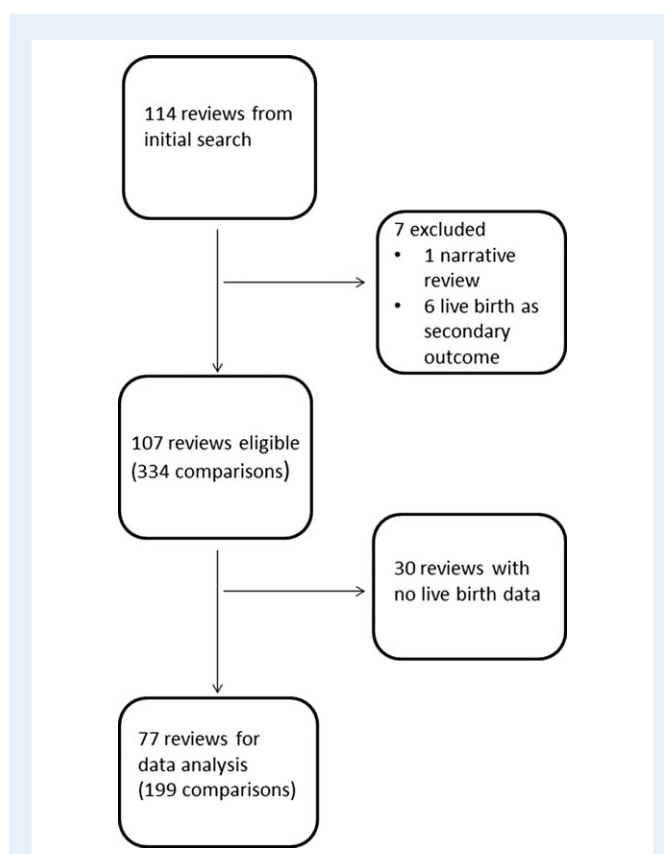 114 reviews from
initial search
7 excluded
• 1 narrative
review
• 6 live birth as
secondary
outcome
107 reviews eligible
(334 comparisons)
30 reviews with
no live birth data
77 reviews for
data analysis
(199 comparisons)